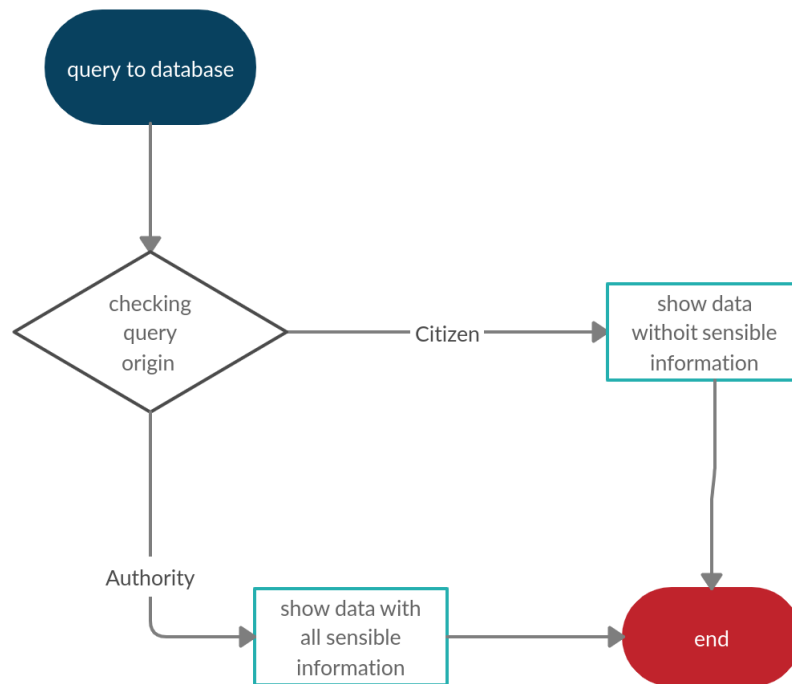 query to database
checking
query
origin
Citizen
show data
withoit sensible
information
Authority
show data with
all sensible
information
end